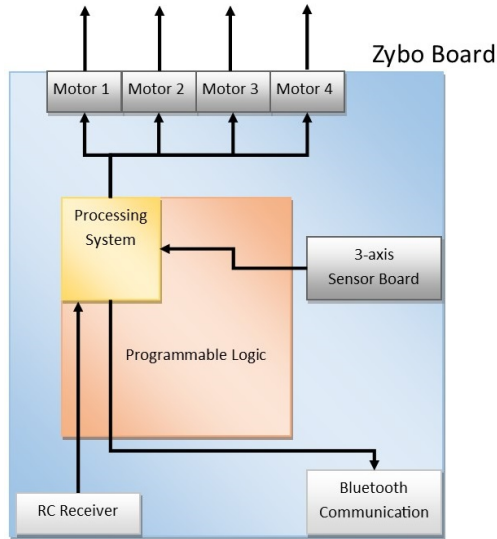 Zybo Board
Motor 1
Motor 2
Motor 3
Motor 4
Processing
System
3-axis
Sensor Board
Programmable Logic
RC Receiver
Bluetooth
Communication